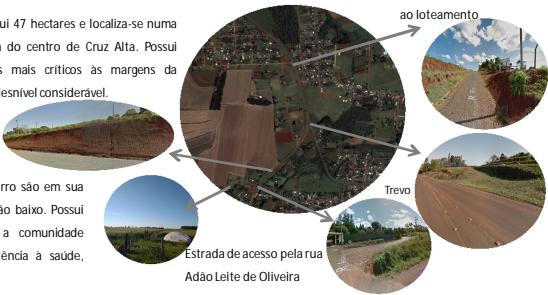 ui 47 hectares e localiza-se numa
do centro de Cruz Alta. Possui
s mais críticos às margens da
desnível considerável.
rro são em sua
ão baixo. Possui
a comunidade
tência à saúde,
ao loteamento
Trevo
Estrada de acesso pela rua
Adão Leite de Oliveira